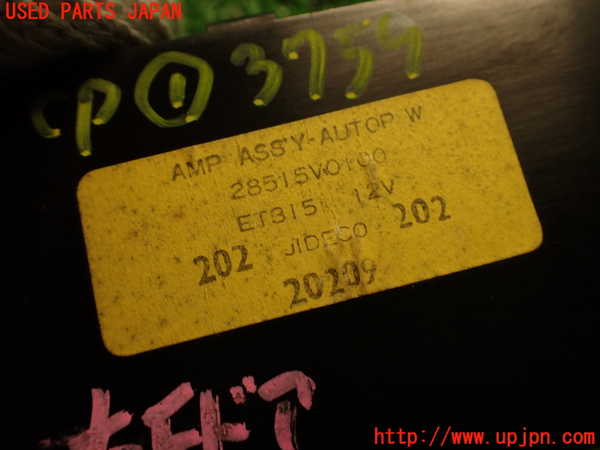 USED PARTS JAPAN
3759
AMP ASS'Y-AUTOP W
28515V0100
ET315 12V
202 JIDECO 202
20209
http://www.upjpn.com